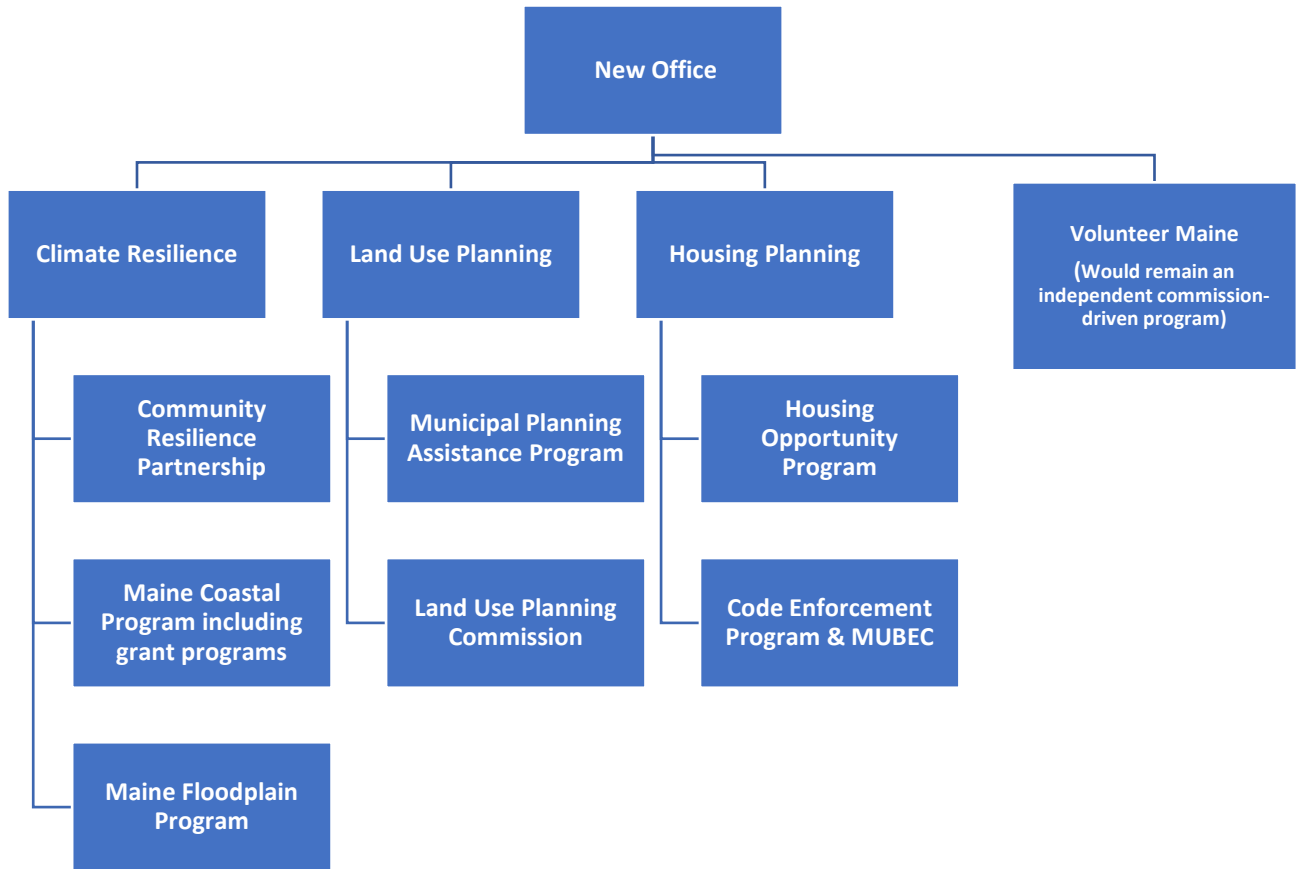 New Office
Climate Resilience
Land Use Planning
Housing Planning
Volunteer Maine
(Would remain an
independent commission-
driven program)
Community
Resilience
Partnership
Municipal Planning
Assistance Program
Housing
Opportunity
Program
Maine Coastal
Program including
grant programs
Land Use Planning
Commission
Code Enforcement
Program & MUBEC
Maine Floodplain
Program